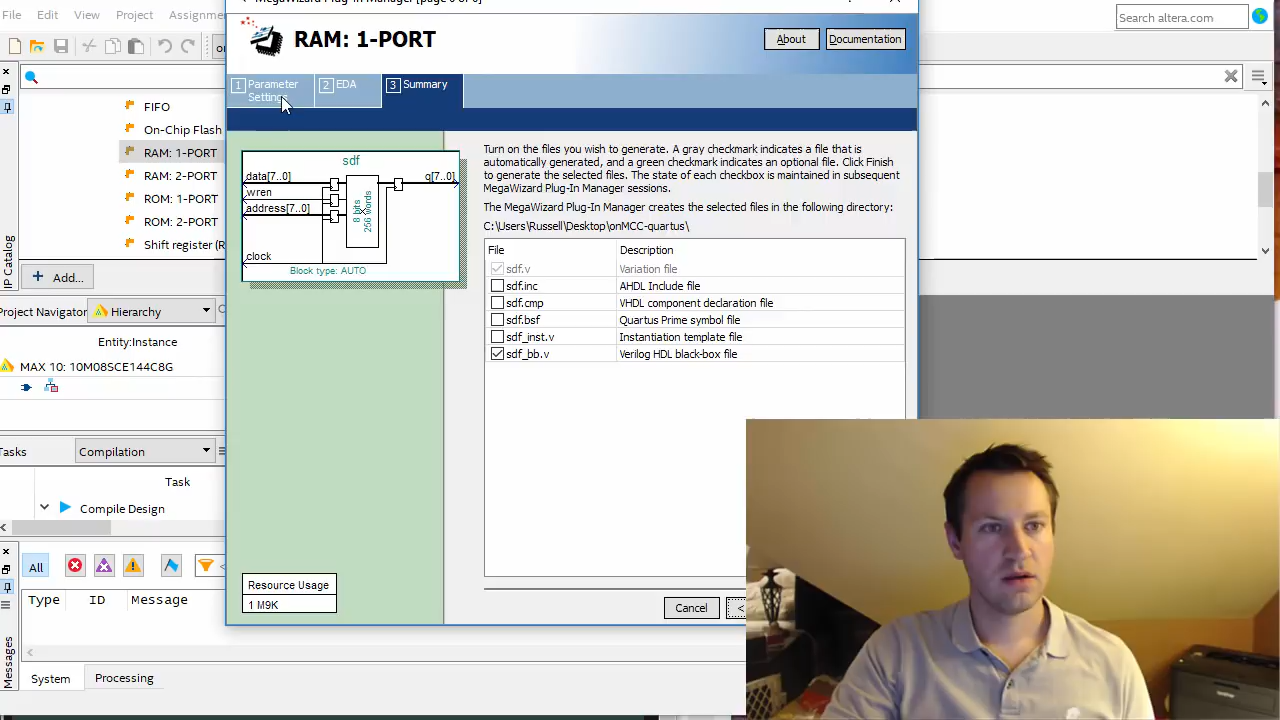 MegaWizard Plug-In Manager
File Edit View Project Assignme
Search altera.com
RAM: 1-PORT
About Documentation
1 Parameter Settings 2 EDA 3 Summary
FIFO
On-Chip Flash
RAM: 1-PORT
RAM: 2-PORT
ROM: 1-PORT
ROM: 2-PORT
Shift register (R
IP Catalog
Add...
Project Navigator Hierarchy
Entity:Instance
MAX 10: 10M08SCE144C8G
Tasks Compilation
Task
Compile Design
All
Type ID Message
Messages
System Processing
sdf
data[7..0]
q[7..0]
wren
address[7..0]
8 bits
256 words
clock
Block type: AUTO
Resource Usage
1 M9K
Turn on the files you wish to generate. A gray checkmark indicates a file that is
automatically generated, and a green checkmark indicates an optional file. Click Finish
to generate the selected files. The state of each checkbox is maintained in subsequent
MegaWizard Plug-In Manager sessions.
The MegaWizard Plug-In Manager creates the selected files in the following directory:
C:\Users\Russell\Desktop\onMCC-quartus\
File Description
sdf.v Variation file
sdf.inc AHDL Include file
sdf.cmp VHDL component declaration file
sdf.bsf Quartus Prime symbol file
sdf_inst.v Instantiation template file
sdf_bb.v Verilog HDL black-box file
Cancel <